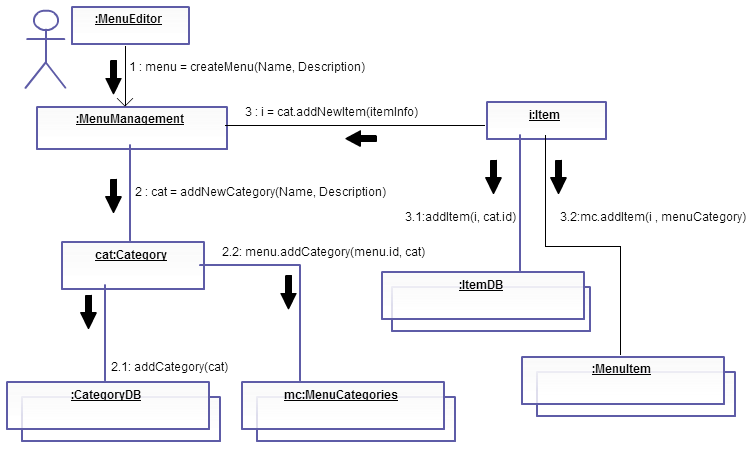 :MenuEditor
1 : menu = createMenu(Name, Description)
:MenuManagement
3 : i = cat.addNewItem(itemInfo)
i:Item
2 : cat = addNewCategory(Name, Description)
3.1:addItem(i, cat.id)
3.2:mc.addItem(i , menuCategory)
cat:Category
2.2: menu.addCategory(menu.id, cat)
:ItemDB
2.1: addCategory(cat)
:MenuItem
:CategoryDB
mc:MenuCategories